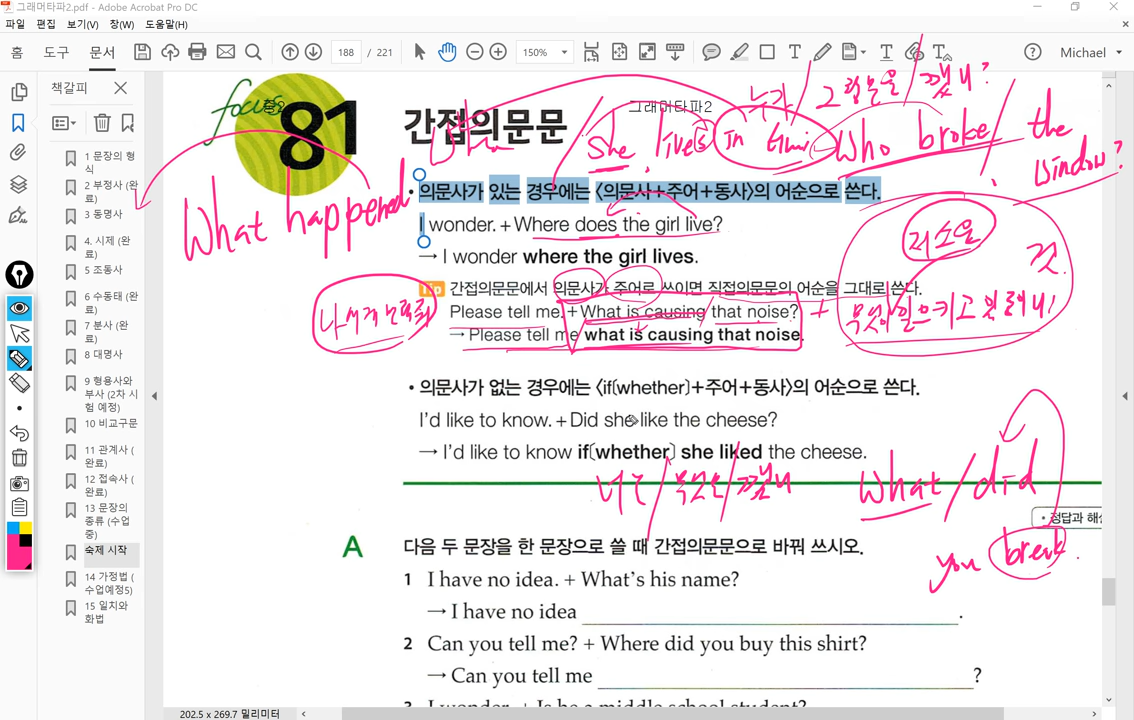 그래머타파2.pdf - Adobe Acrobat Pro DC
파일 편집 보기(V) 창(W) 도움말(H)
홈 도구 문서 188 / 221 150% Michael
책갈피
1 문장의 형식
2 부정사 (완료)
3 동명사
4. 시제 (완료)
5 조동사
6 수동태 (완료)
7 분사 (완료)
8 대명사
9 형용사와 부사 (2차 시험 예정)
10 비교구문
11 관계사 (완료)
12 접속사 (완료)
13 문장의 종류 (수업중)
숙제 시작
14 가정법 (수업예정5)
15 일치와 화법
focus
81
간접의문문
그래머타파2
누가 / 그 창문을 / 깼니?
she lives in
Who broke / the window?
What happened
• 의문사가 있는 경우에는 〈의문사+주어+동사〉의 어순으로 쓴다.
I wonder. + Where does the girl live?
→ I wonder where the girl lives.
tip 간접의문문에서 의문사가 주어로 쓰이면 직접의문문의 어순을 그대로 쓴다.
Please tell me. + What is causing that noise?
→ Please tell me what is causing that noise.
저 소음을
것
+ 무엇이 일으키고 있니
• 의문사가 없는 경우에는 〈if(whether)+주어+동사〉의 어순으로 쓴다.
I'd like to know. + Did she like the cheese?
→ I'd like to know if(whether) she liked the cheese.
너는 / 무엇을 / 깼니
What / did
you break.
• 정답과 해설
A 다음 두 문장을 한 문장으로 쓸 때 간접의문문으로 바꿔 쓰시오.
1 I have no idea. + What's his name?
→ I have no idea .
2 Can you tell me? + Where did you buy this shirt?
→ Can you tell me ?
3 I wonder. + Is he a middle school student?
202.5 x 269.7 밀리미터